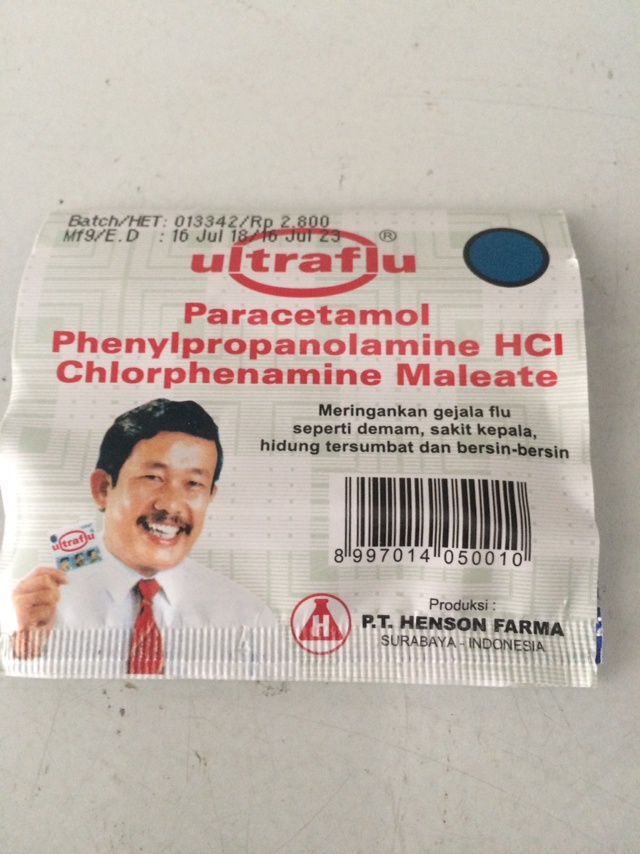 Batch/HET: 013342/Rp 2.800
Mf9/E.D : 16 Jul 18/16 Jul 23
ultraflu ®
Paracetamol
Phenylpropanolamine HCl
Chlorphenamine Maleate
Meringankan gejala flu
seperti demam, sakit kepala,
hidung tersumbat dan bersin-bersin
ultraflu
8 997014 050010
H
Produksi :
P.T. HENSON FARMA
SURABAYA - INDONESIA